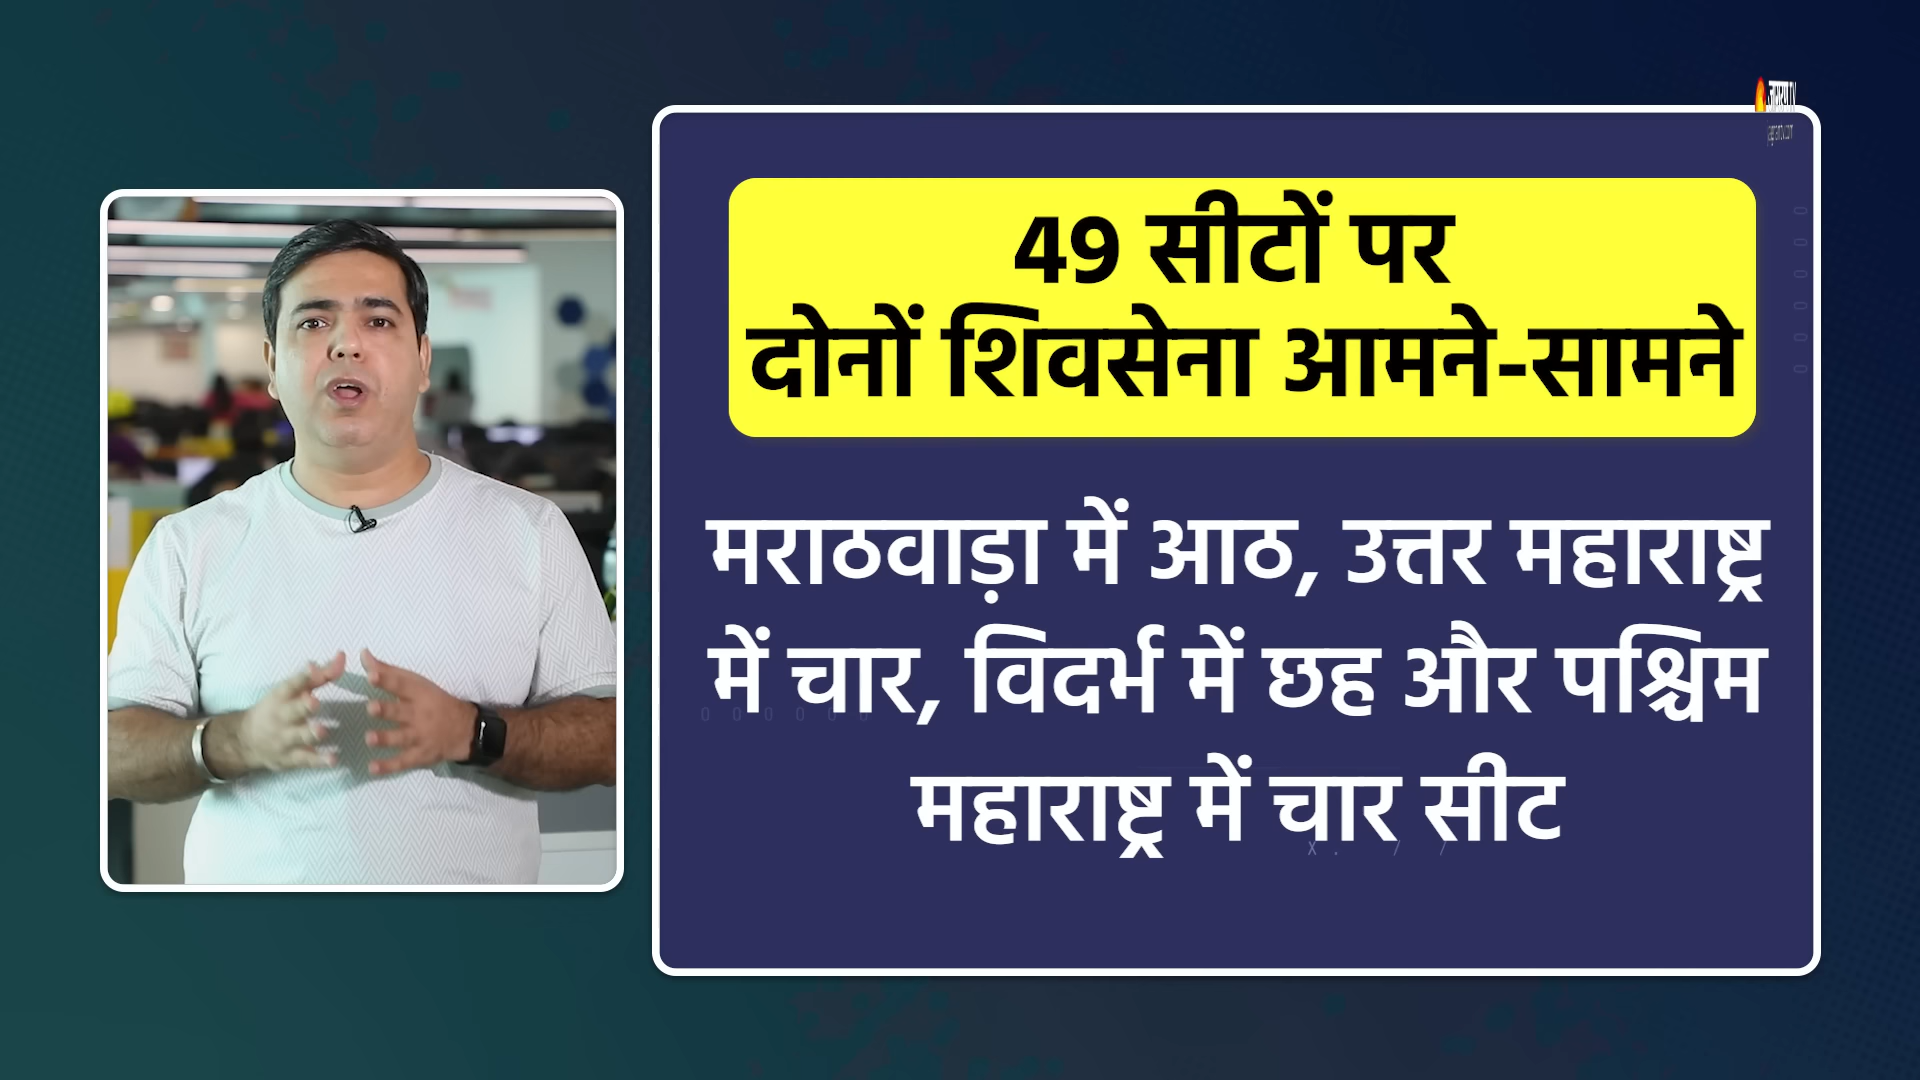 49 सीटों पर
दोनों शिवसेना आमने-सामने
मराठवाड़ा में आठ, उत्तर महाराष्ट्र
में चार, विदर्भ में छह और पश्चिम
महाराष्ट्र में चार सीट